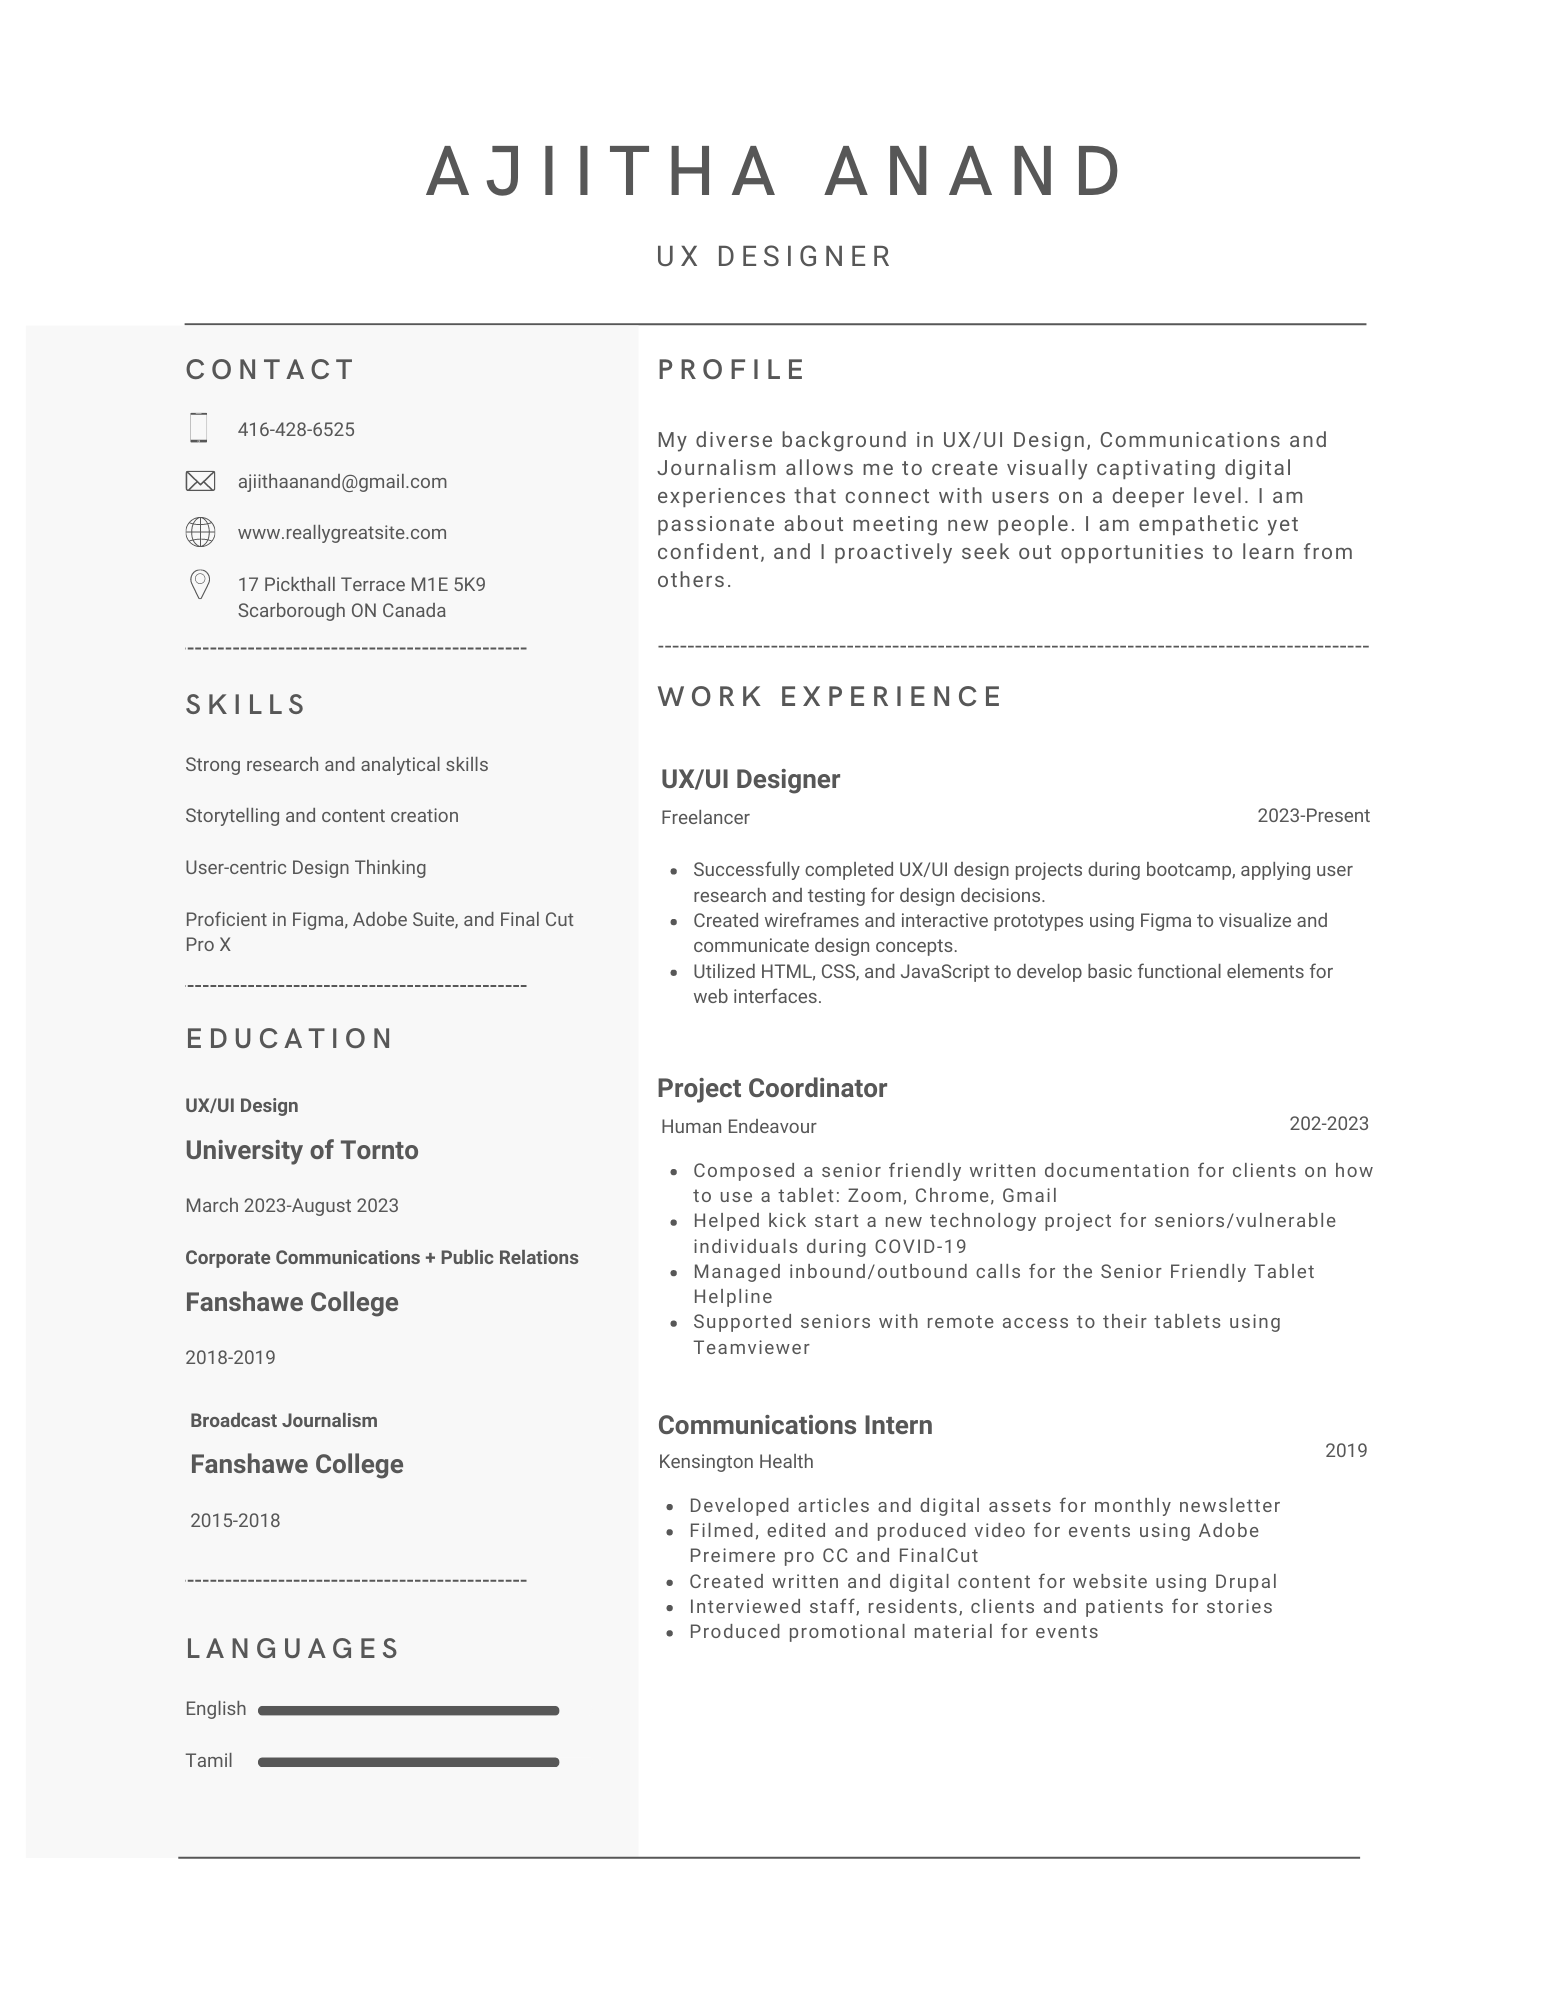 AJIITHA ANAND
UX DESIGNER
CONTACT
416-428-6525
ajiithaanand@gmail.com
www.reallygreatsite.com
17 Pickthall Terrace M1E 5K9
Scarborough ON Canada
SKILLS
Strong research and analytical skills
Storytelling and content creation
User-centric Design Thinking
Proficient in Figma, Adobe Suite, and Final Cut
Pro X
EDUCATION
UX/UI Design
University of Tornto
March 2023-August 2023
Corporate Communications + Public Relations
Fanshawe College
2018-2019
Broadcast Journalism
Fanshawe College
2015-2018
LANGUAGES
English
Tamil
PROFILE
My diverse background in UX/UI Design, Communications and
Journalism allows me to create visually captivating digital
experiences that connect with users on a deeper level. I am
passionate about meeting new people. I am empathetic yet
confident, and I proactively seek out opportunities to learn from
others.
WORK EXPERIENCE
UX/UI Designer
Freelancer 2023-Present
• Successfully completed UX/UI design projects during bootcamp, applying user
research and testing for design decisions.
• Created wireframes and interactive prototypes using Figma to visualize and
communicate design concepts.
• Utilized HTML, CSS, and JavaScript to develop basic functional elements for
web interfaces.
Project Coordinator
Human Endeavour 202-2023
• Composed a senior friendly written documentation for clients on how
to use a tablet: Zoom, Chrome, Gmail
• Helped kick start a new technology project for seniors/vulnerable
individuals during COVID-19
• Managed inbound/outbound calls for the Senior Friendly Tablet
Helpline
• Supported seniors with remote access to their tablets using
Teamviewer
Communications Intern
Kensington Health 2019
• Developed articles and digital assets for monthly newsletter
• Filmed, edited and produced video for events using Adobe
Preimere pro CC and FinalCut
• Created written and digital content for website using Drupal
• Interviewed staff, residents, clients and patients for stories
• Produced promotional material for events